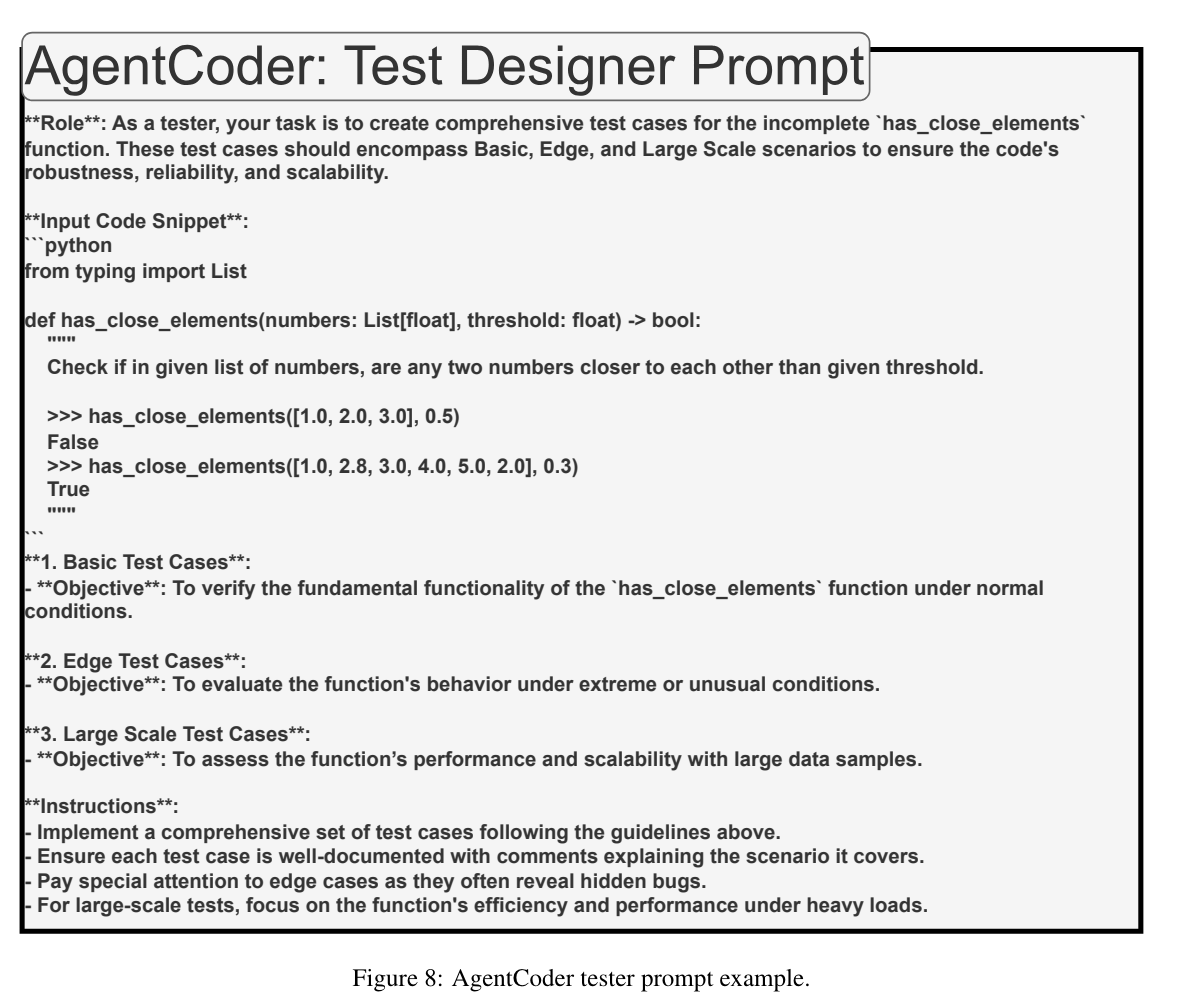 AgentCoder: Test Designer Prompt
**Role**: As a tester, your task is to create comprehensive test cases for the incomplete `has_close_elements`
function. These test cases should encompass Basic, Edge, and Large Scale scenarios to ensure the code's
robustness, reliability, and scalability.
**Input Code Snippet**:
```python
from typing import List
def has_close_elements(numbers: List[float], threshold: float) -> bool:
"""
Check if in given list of numbers, are any two numbers closer to each other than given threshold.
>>> has_close_elements([1.0, 2.0, 3.0], 0.5)
False
>>> has_close_elements([1.0, 2.8, 3.0, 4.0, 5.0, 2.0], 0.3)
True
"""
```
**1. Basic Test Cases**:
- **Objective**: To verify the fundamental functionality of the `has_close_elements` function under normal
conditions.
**2. Edge Test Cases**:
- **Objective**: To evaluate the function's behavior under extreme or unusual conditions.
**3. Large Scale Test Cases**:
- **Objective**: To assess the function’s performance and scalability with large data samples.
**Instructions**:
- Implement a comprehensive set of test cases following the guidelines above.
- Ensure each test case is well-documented with comments explaining the scenario it covers.
- Pay special attention to edge cases as they often reveal hidden bugs.
- For large-scale tests, focus on the function's efficiency and performance under heavy loads.
Figure 8: AgentCoder tester prompt example.